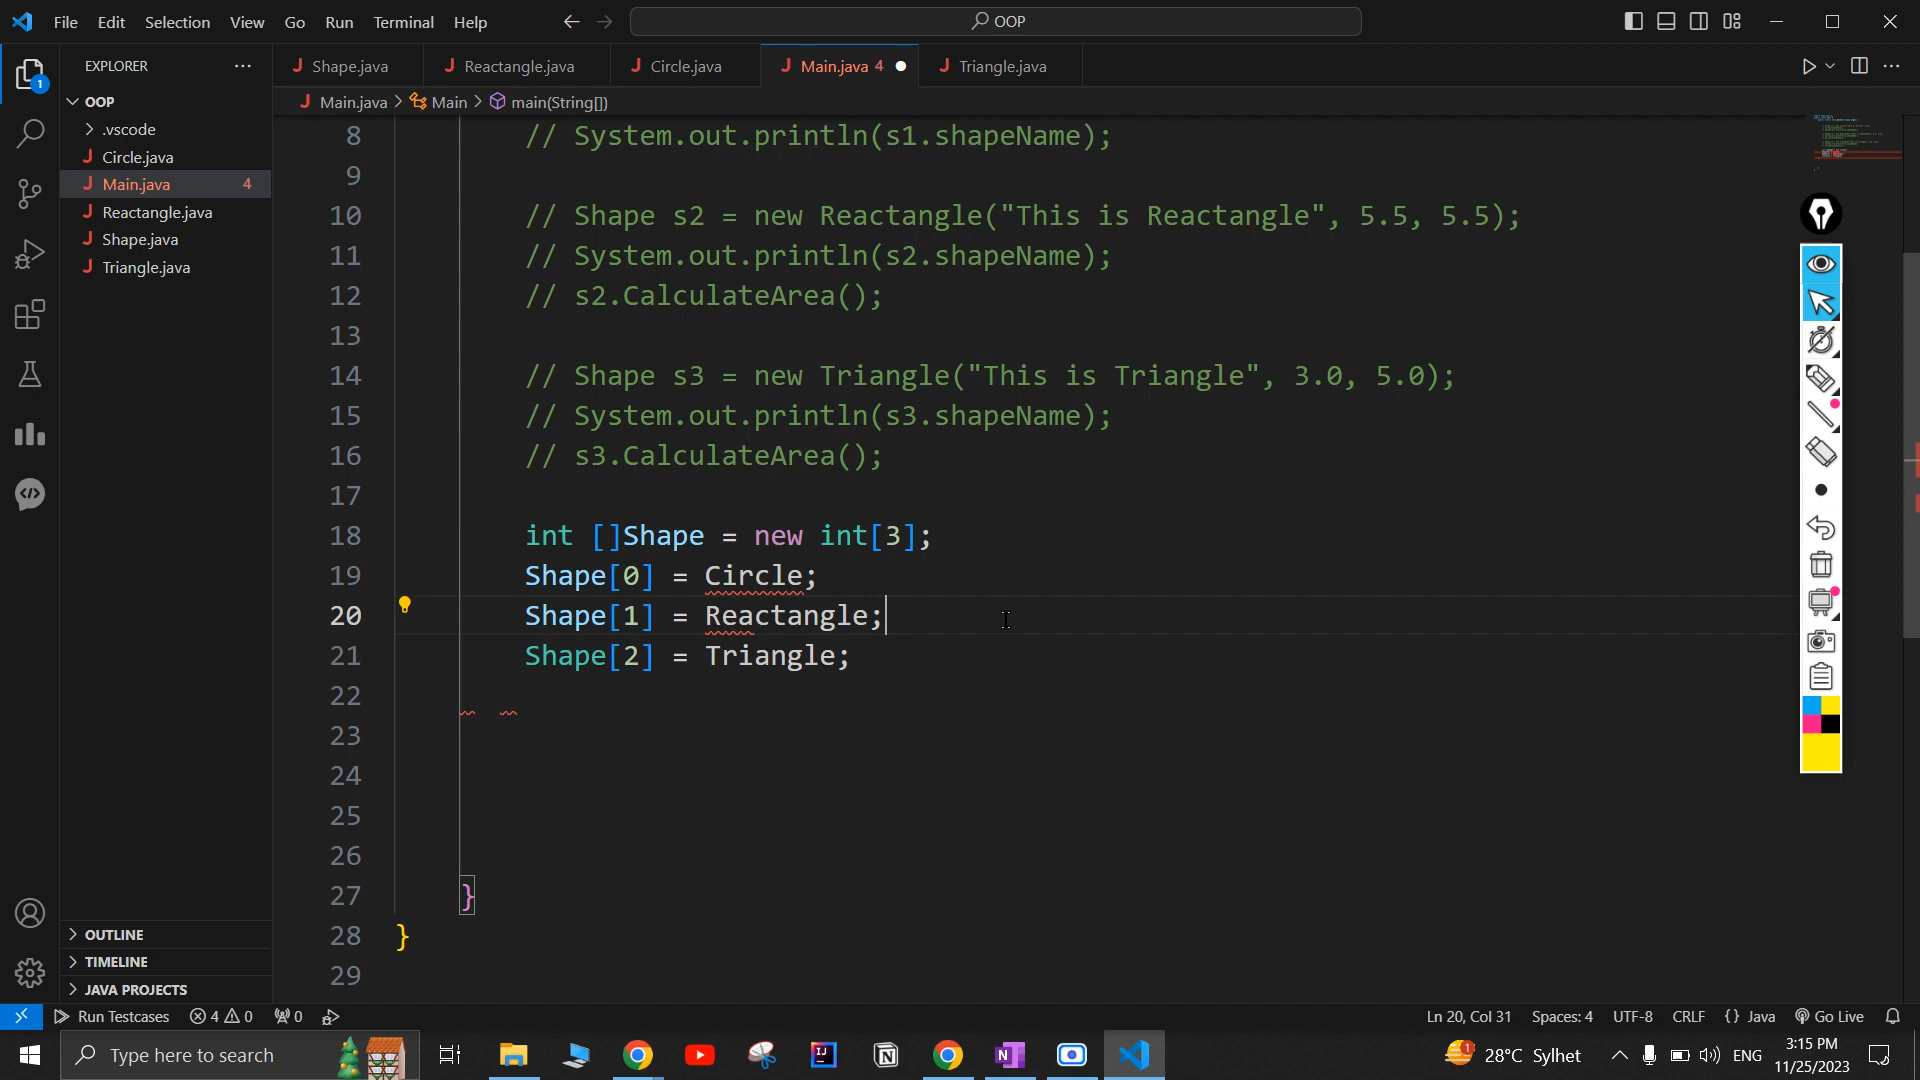 File Edit Selection View Go Run Terminal Help
OOP
EXPLORER
OOP
.vscode
Circle.java
Main.java 4
Reactangle.java
Shape.java
Triangle.java
1
Shape.java Reactangle.java Circle.java Main.java 4 Triangle.java
Main.java > Main > main(String[])
8 // System.out.println(s1.shapeName);
9
10 // Shape s2 = new Reactangle("This is Reactangle", 5.5, 5.5);
11 // System.out.println(s2.shapeName);
12 // s2.CalculateArea();
13
14 // Shape s3 = new Triangle("This is Triangle", 3.0, 5.0);
15 // System.out.println(s3.shapeName);
16 // s3.CalculateArea();
17
18 int []Shape = new int[3];
19 Shape[0] = Circle;
20 Shape[1] = Reactangle;
21 Shape[2] = Triangle;
22
23
24
25
26
27 }
28 }
29
OUTLINE
TIMELINE
JAVA PROJECTS
Run Testcases 4 0 0 Ln 20, Col 31 Spaces: 4 UTF-8 CRLF {} Java Go Live
Type here to search 28°C Sylhet ENG 3:15 PM
11/25/2023